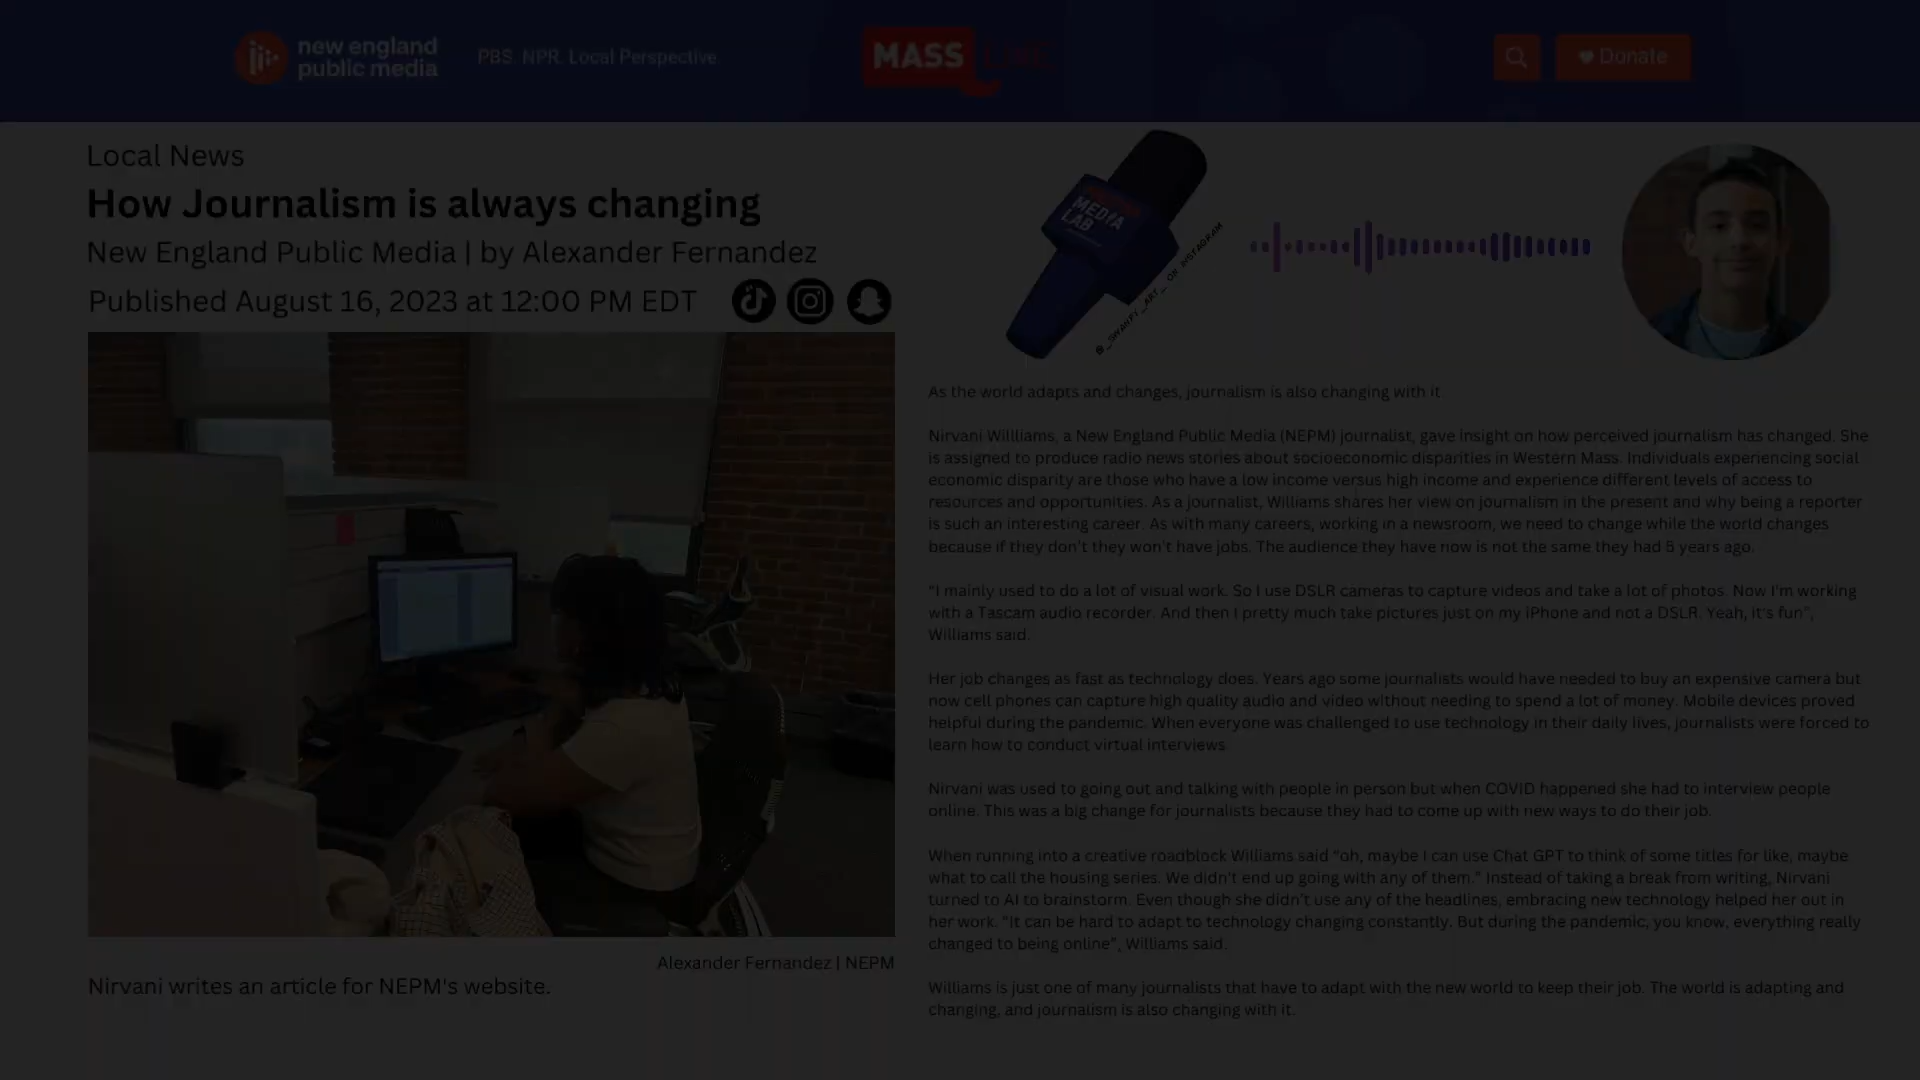 new england
public media
PBS. NPR. Local Perspective
MASS
Donate
Local News
How Journalism is always changing
New England Public Media | by Alexander Fernandez
Published August 16, 2023 at 12:00 PM EDT
MEDIA
LAB
Alexander Fernandez | NEPM
Nirvani writes an article for NEPM's website.
As the world adapts and changes, journalism is also changing with it.
Nirvani Willliams, a New England Public Media (NEPM) journalist, gave insight on how perceived journalism has changed. She
is assigned to produce radio news stories about socioeconomic disparities in Western Mass. Individuals experiencing social
economic disparity are those who have a low income versus high income and experience different levels of access to
resources and opportunities. As a journalist, Williams shares her view on journalism in the present and why being a reporter
is such an interesting career. As with many careers, working in a newsroom, we need to change while the world changes
because if they don't they won't have jobs. The audience they have now is not the same they had 5 years ago.
"I mainly used to do a lot of visual work. So I use DSLR cameras to capture videos and take a lot of photos. Now I'm working
with a Tascam audio recorder. And then I pretty much take pictures just on my iPhone and not a DSLR. Yeah, it's fun",
Williams said.
Her job changes as fast as technology does. Years ago some journalists would have needed to buy an expensive camera but
now cell phones can capture high quality audio and video without needing to spend a lot of money. Mobile devices proved
helpful during the pandemic. When everyone was challenged to use technology in their daily lives, journalists were forced to
learn how to conduct virtual interviews.
Nirvani was used to going out and talking with people in person but when COVID happened she had to interview people
online. This was a big change for journalists because they had to come up with new ways to do their job.
When running into a creative roadblock Williams said "oh, maybe I can use Chat GPT to think of some titles for like, maybe
what to call the housing series. We didn't end up going with any of them." Instead of taking a break from writing, Nirvani
turned to AI to brainstorm. Even though she didn't use any of the headlines, embracing new technology helped her out in
her work. "It can be hard to adapt to technology changing constantly. But during the pandemic, you know, everything really
changed to being online", Williams said.
Williams is just one of many journalists that have to adapt with the new world to keep their job. The world is adapting and
changing, and journalism is also changing with it.